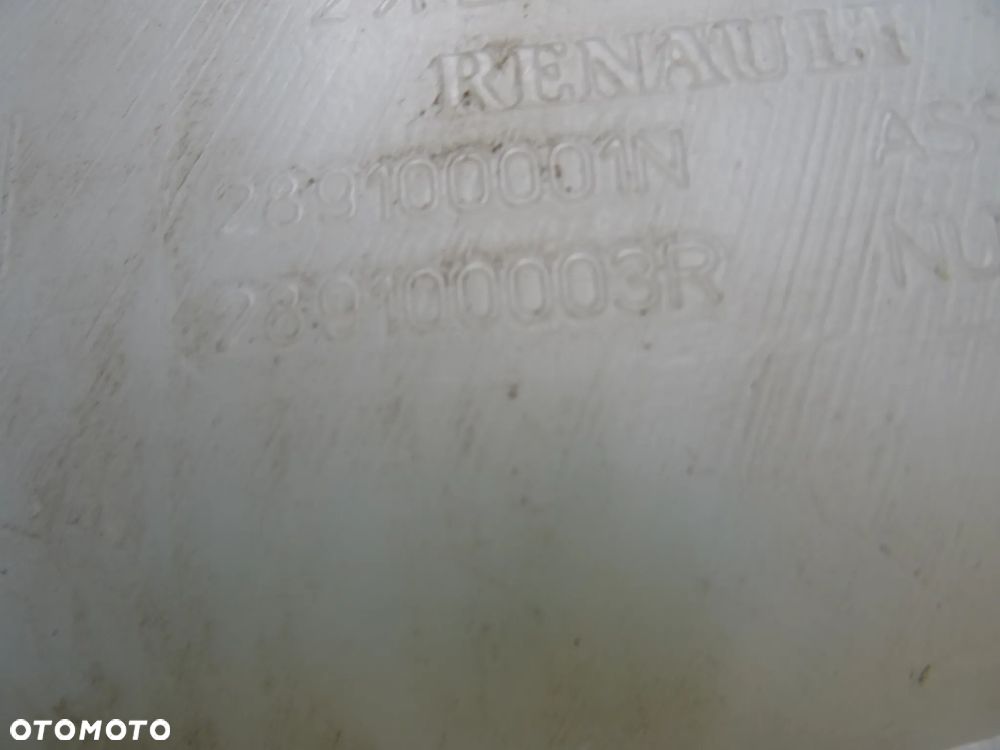 RENAULT
289100001N
289100003R
OTOMOTO